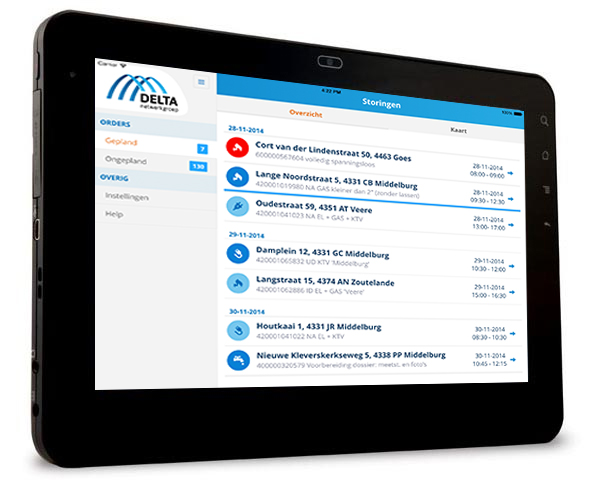 Carrier
4:22 PM
100%
DELTA
netwerkgroep
Storingen
Overzicht
Kaart
ORDERS
Gepland 7
Ongepland 130
OVERIG
Instellingen
Help
28-11-2014
Cort van der Lindenstraat 50, 4463 Goes
600000567604 volledig spanningsloos
28-11-2014
08:00 - 09:00
Lange Noordstraat 5, 4331 CB Middelburg
420001019980 NA GAS kleiner dan 2" (zonder lassen)
28-11-2014
09:30 - 12:30
Oudestraat 59, 4351 AT Veere
420001041023 NA EL + GAS + KTV
28-11-2014
13:00 - 17:00
29-11-2014
Damplein 12, 4331 GC Middelburg
420001065832 UD KTV 'Middelburg'
29-11-2014
10:30 - 12:00
Langstraat 15, 4374 AN Zoutelande
420001062886 ID EL + GAS 'Veere'
29-11-2014
15:00 - 16:30
30-11-2014
Houtkaai 1, 4331 JR Middelburg
420001041022 NA EL + KTV
30-11-2014
08:30 - 10:30
Nieuwe Kleverskerkseweg 5, 4338 PP Middelburg
400000320579 Voorbereiding dossier: meetst. en foto's
30-11-2014
10:45 - 12:15